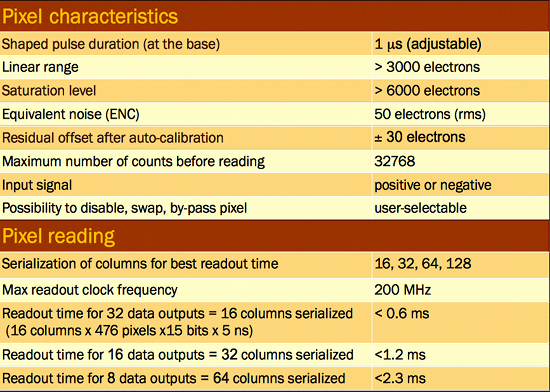 Pixel characteristics
Shaped pulse duration (at the base) 1 µs (adjustable)
Linear range > 3000 electrons
Saturation level > 6000 electrons
Equivalent noise (ENC) 50 electrons (rms)
Residual offset after auto-calibration ± 30 electrons
Maximum number of counts before reading 32768
Input signal positive or negative
Possibility to disable, swap, by-pass pixel user-selectable
Pixel reading
Serialization of columns for best readout time 16, 32, 64, 128
Max readout clock frequency 200 MHz
Readout time for 32 data outputs = 16 columns serialized < 0.6 ms
(16 columns x 476 pixels x15 bits x 5 ns)
Readout time for 16 data outputs = 32 columns serialized <1.2 ms
Readout time for 8 data outputs = 64 columns serialized <2.3 ms